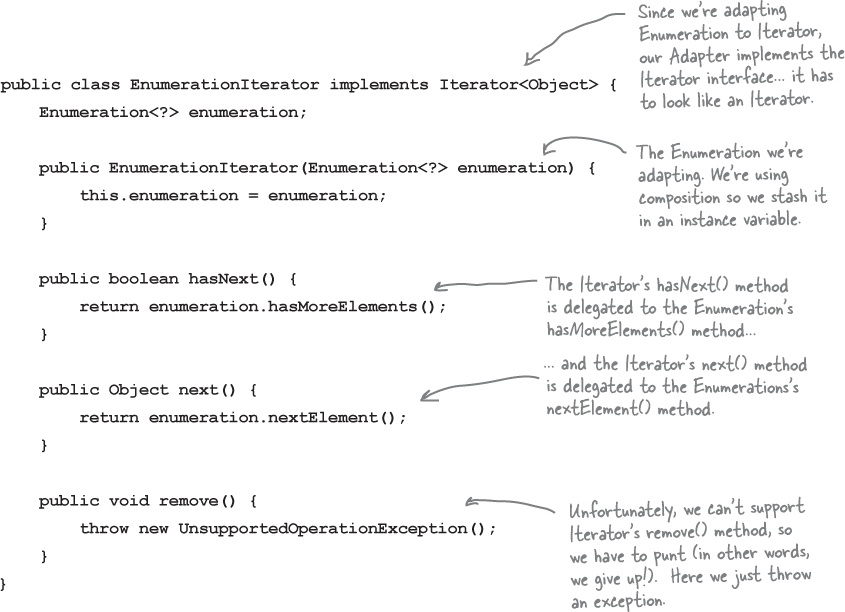 Since we're adapting
Enumeration to Iterator,
our Adapter implements the
Iterator interface... it has
to look like an Iterator.
public class EnumerationIterator implements Iterator<Object> {
Enumeration<?> enumeration;
public EnumerationIterator(Enumeration<?> enumeration) {
this.enumeration = enumeration;
}
The Enumeration we're
adapting. We're using
composition so we stash it
in an instance variable.
public boolean hasNext() {
return enumeration.hasMoreElements();
}
The Iterator's hasNext() method
is delegated to the Enumeration's
hasMoreElements() method...
public Object next() {
return enumeration.nextElement();
}
... and the Iterator's next() method
is delegated to the Enumerations's
nextElement() method.
public void remove() {
throw new UnsupportedOperationException();
}
}
Unfortunately, we can't support
Iterator's remove() method, so
we have to punt (in other words,
we give up!). Here we just throw
an exception.